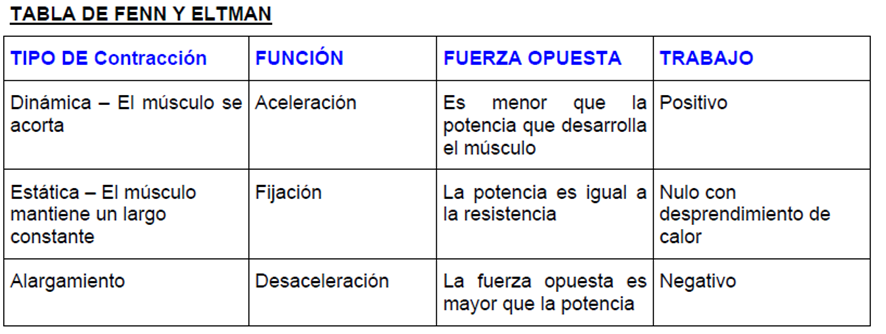 TABLA DE FENN Y ELTMAN
TIPO DE Contracción FUNCIÓN FUERZA OPUESTA TRABAJO
Dinámica – El músculo se
acorta
Aceleración
Es menor que la
potencia que desarrolla
el músculo
Positivo
Estática – El músculo
mantiene un largo
constante
Fijación
La potencia es igual a
la resistencia
Nulo con
desprendimiento de
calor
Alargamiento
Desaceleración
La fuerza opuesta es
mayor que la potencia
Negativo